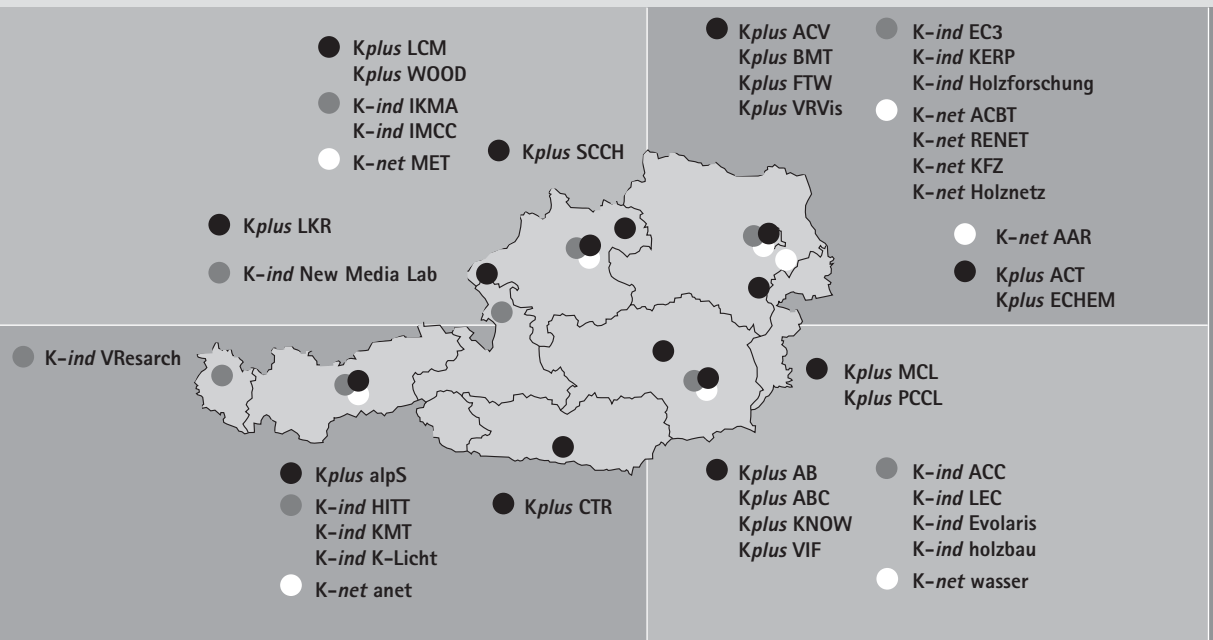 Kplus LCM
Kplus WOOD
K-ind IKMA
K-ind IMCC
K-net MET
Kplus SCCH
Kplus LKR
K-ind New Media Lab
Kplus ACV
Kplus BMT
Kplus FTW
Kplus VRVis
K-ind EC3
K-ind KERP
K-ind Holzforschung
K-net ACBT
K-net RENET
K-net KFZ
K-net Holznetz
K-net AAR
Kplus ACT
Kplus ECHEM
K-ind VResarch
Kplus alpS
K-ind HITT
K-ind KMT
K-ind K-Licht
K-net anet
Kplus CTR
Kplus MCL
Kplus PCCL
Kplus AB
Kplus ABC
Kplus KNOW
Kplus VIF
K-ind ACC
K-ind LEC
K-ind Evolaris
K-ind holzbau
K-net wasser